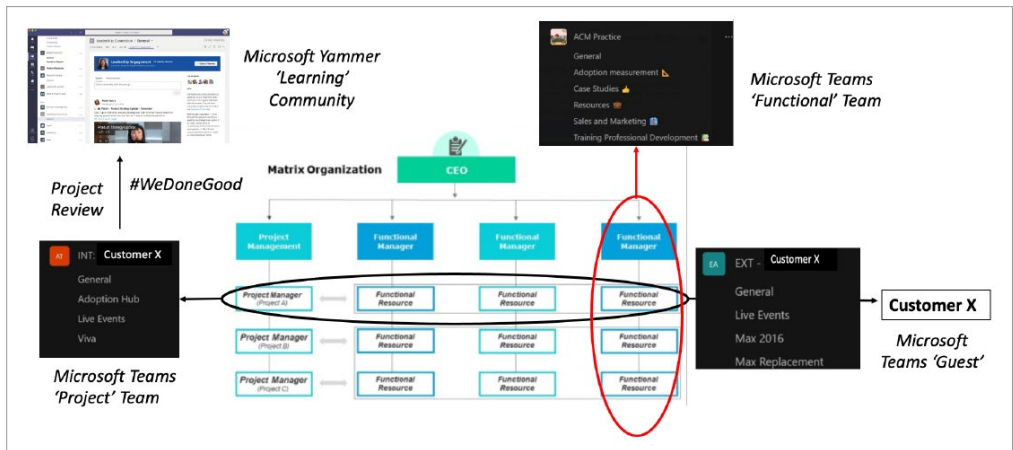 Microsoft Yammer
'Learning'
Community
ACM Practice
General
Adoption measurement 📐
Case Studies 👍
Resources 💼
Sales and Marketing
Training Professional Development
Microsoft Teams
'Functional' Team
Project
Review
#WeDoneGood
Matrix Organization
CEO
Project
Management
Functional
Manager
Functional
Manager
Functional
Manager
AT
INT: Customer X
General
Adoption Hub
Live Events
Viva
Microsoft Teams
'Project' Team
Project Manager
(Project A)
Functional
Resource
Functional
Resource
Functional
Resource
Project Manager
(Project B)
Functional
Resource
Functional
Resource
Functional
Resource
Project Manager
(Project C)
Functional
Resource
Functional
Resource
Functional
Resource
EA
EXT - Customer X
General
Live Events
Max 2016
Max Replacement
Customer X
Microsoft
Teams 'Guest'